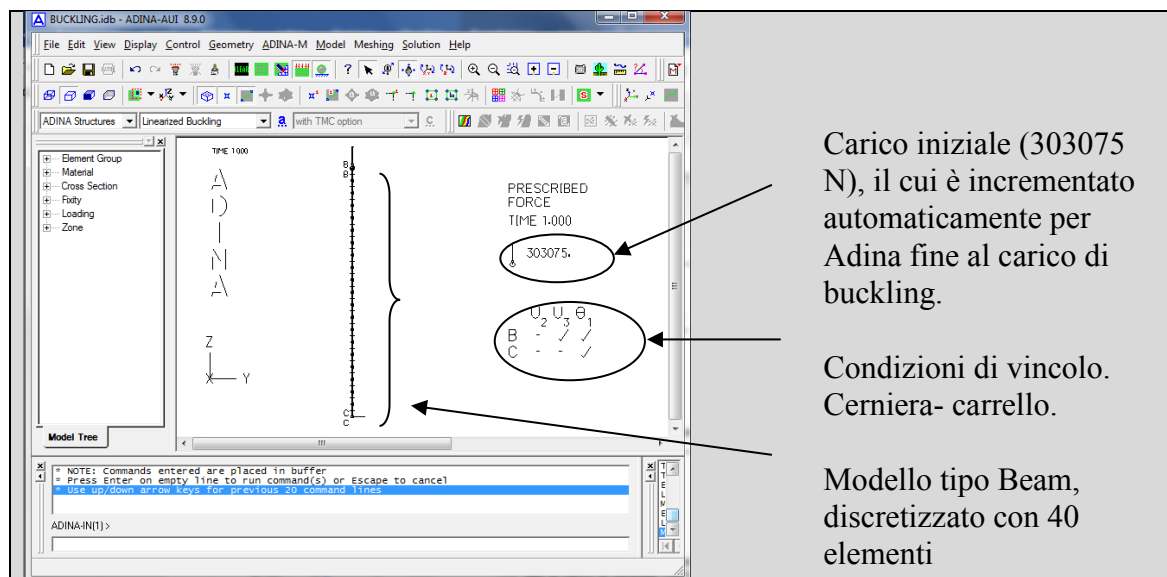 BUCKLING.idb - ADINA-AUI 8.9.0
File Edit View Display Control Geometry ADINA-M Model Meshing Solution Help
ADINA Structures Linearized Buckling with TMC option
Element Group
Material
Cross Section
Fixity
Loading
Zone
Model Tree
TIME 1.000
A
D
I
N
A
Z
X Y
B
B
C
C
PRESCRIBED
FORCE
TIME 1.000
303075.
U2 U3 θ1
B - ✓ ✓
C - - ✓
* NOTE: Commands entered are placed in buffer
* Press Enter on empty line to run command(s) or Escape to cancel
* Use up/down arrow keys for previous 20 command lines
ADINA-IN(1) >
Carico iniziale (303075
N), il cui è incrementato
automaticamente per
Adina fine al carico di
buckling.
Condizioni di vincolo.
Cerniera- carrello.
Modello tipo Beam,
discretizzato con 40
elementi